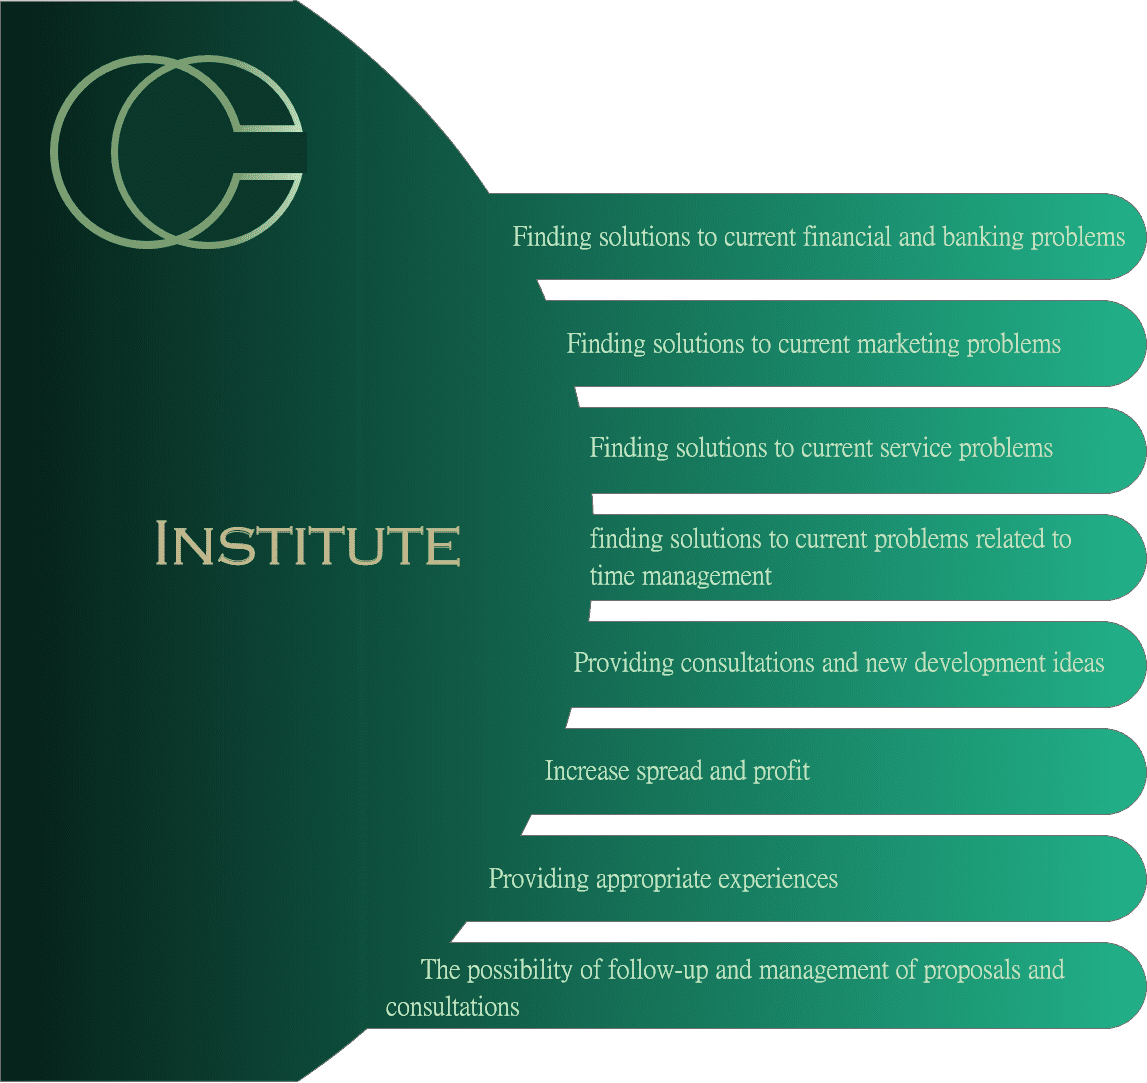 Institute
Finding solutions to current financial and banking problems
Finding solutions to current marketing problems
Finding solutions to current service problems
finding solutions to current problems related to
time management
Providing consultations and new development ideas
Increase spread and profit
Providing appropriate experiences
The possibility of follow-up and management of proposals and
consultations